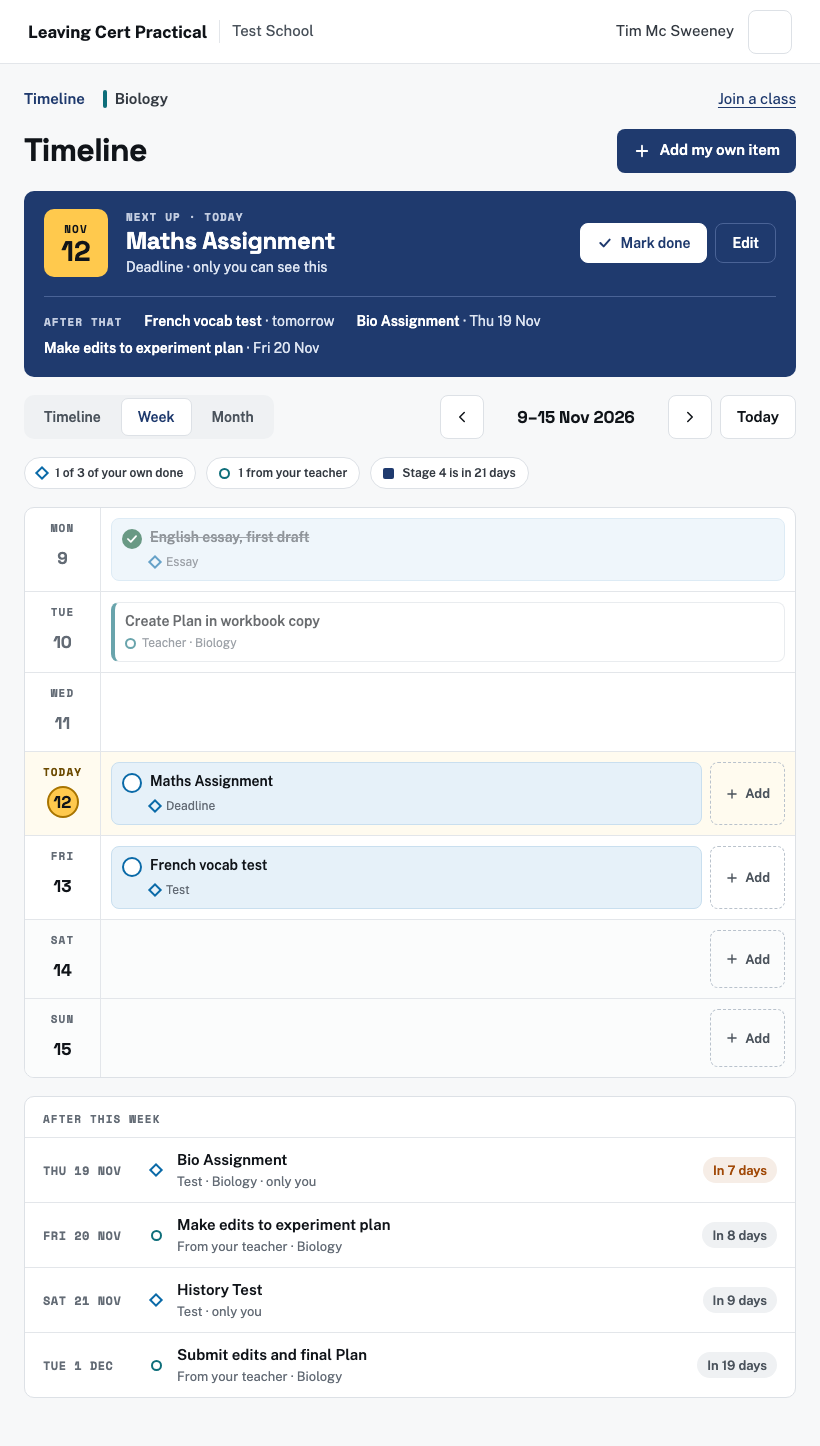 Leaving Cert Practical
Test School
Tim Mc Sweeney
Timeline
Biology
Join a class
Timeline
+ Add my own item
NOV
12
NEXT UP · TODAY
Maths Assignment
Deadline · only you can see this
Mark done
Edit
AFTER THAT French vocab test · tomorrow Bio Assignment · Thu 19 Nov
Make edits to experiment plan · Fri 20 Nov
Timeline Week Month
9–15 Nov 2026
Today
1 of 3 of your own done
1 from your teacher
Stage 4 is in 21 days
MON
9
English essay, first draft
Essay
TUE
10
Create Plan in workbook copy
Teacher · Biology
WED
11
TODAY
12
Maths Assignment
Deadline
+ Add
FRI
13
French vocab test
Test
+ Add
SAT
14
+ Add
SUN
15
+ Add
AFTER THIS WEEK
THU 19 NOV
Bio Assignment
Test · Biology · only you
In 7 days
FRI 20 NOV
Make edits to experiment plan
From your teacher · Biology
In 8 days
SAT 21 NOV
History Test
Test · only you
In 9 days
TUE 1 DEC
Submit edits and final Plan
From your teacher · Biology
In 19 days